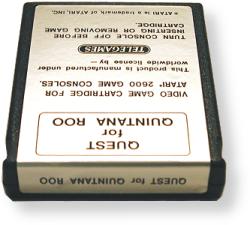 QUEST for QUINTANA ROO
QUEST
for
QUINTANA ROO
VIDEO GAME CARTRIDGE FOR
ATARI® 2600 GAME CONSOLES.
This product is manufactured under
worldwide license by —
TELEGAMES
TURN CONSOLE OFF BEFORE
INSERTING OR REMOVING GAME
CARTRIDGE.
® ATARI is a trademark of ATARI, INC.